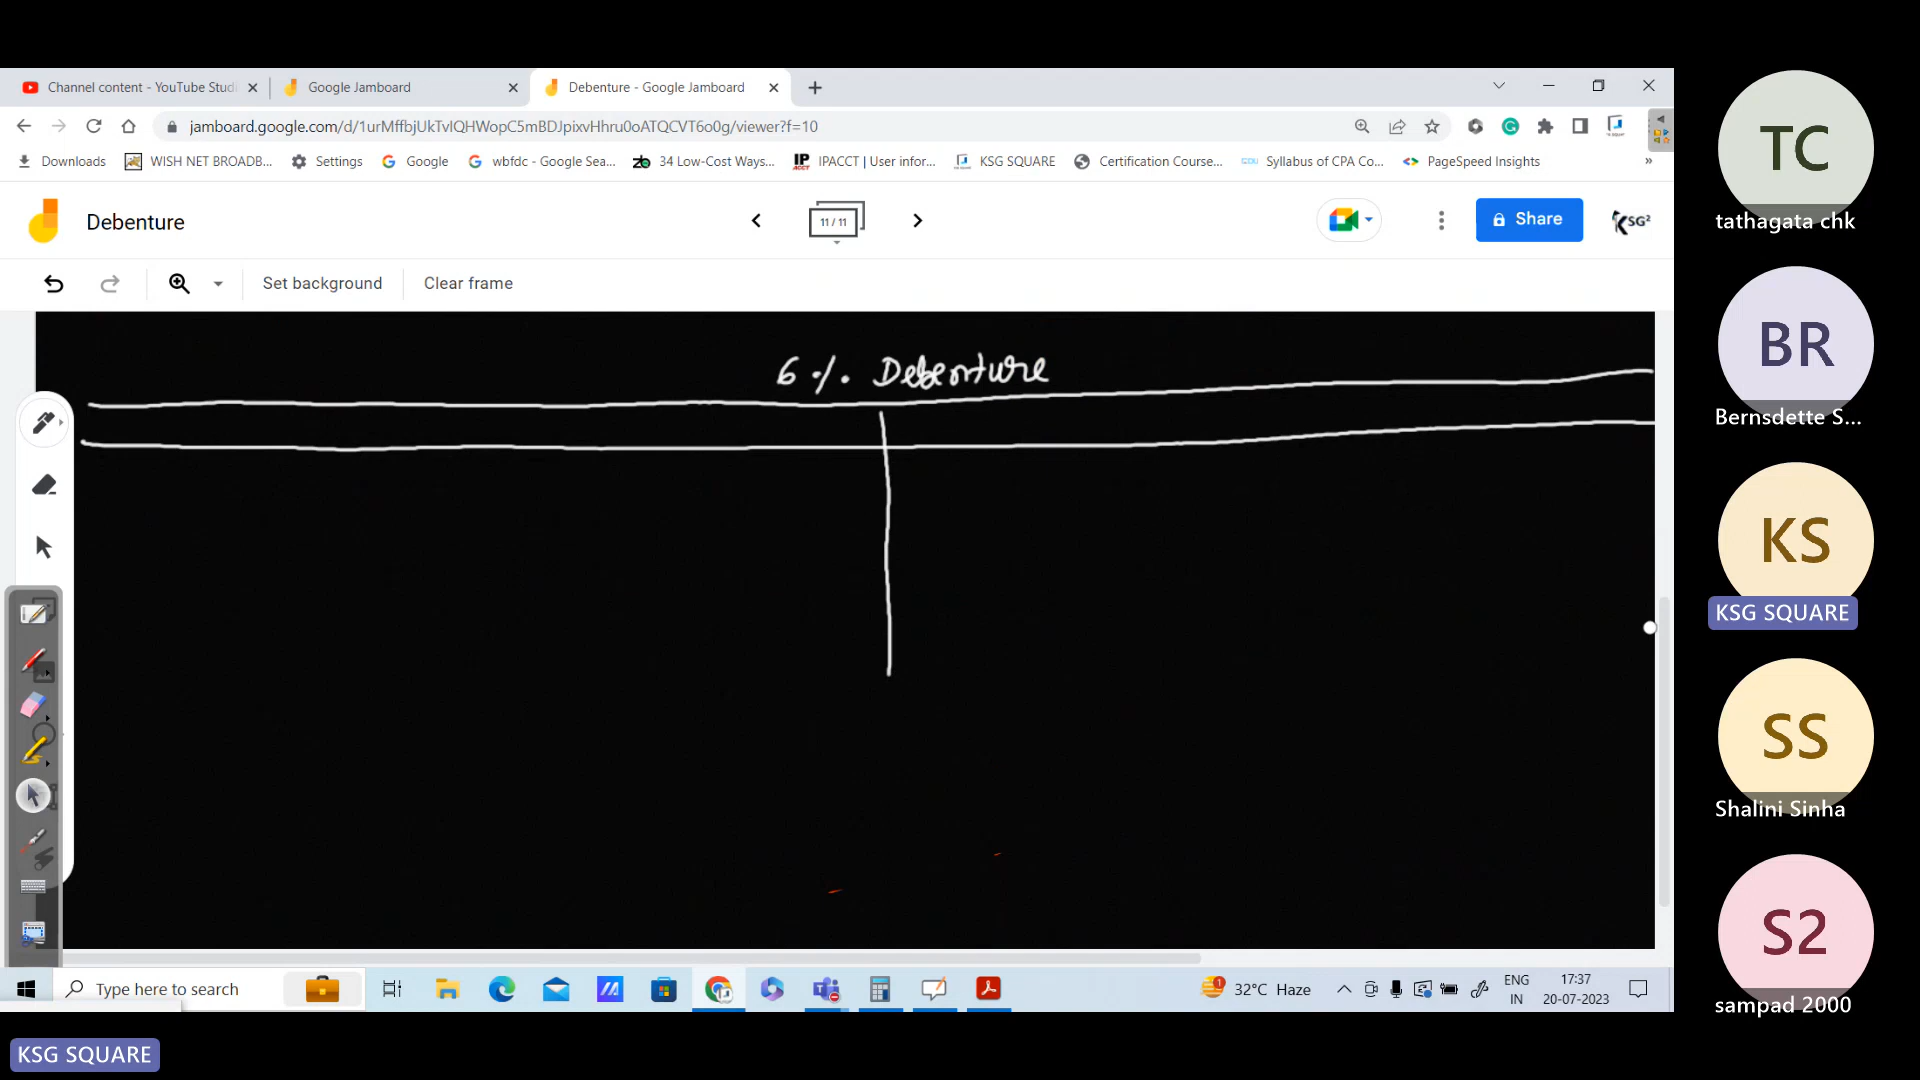 Channel content - YouTube Studi
Google Jamboard
Debenture - Google Jamboard
jamboard.google.com/d/1urMffbjUkTvlQHWopC5mBDJpixvHhru0oATQCVT6o0g/viewer?f=10
Downloads
WISH NET BROADB...
Settings
Google
wbfdc - Google Sea...
34 Low-Cost Ways...
IPACCT | User infor...
KSG SQUARE
Certification Course...
Syllabus of CPA Co...
PageSpeed Insights
»
Debenture
11 / 11
Share
KSG²
Set background
Clear frame
6 %. Debenture
Type here to search
1
32°C Haze
ENG
IN
17:37
20-07-2023
TC
tathagata chk
BR
Bernsdette S...
KS
KSG SQUARE
SS
Shalini Sinha
S2
sampad 2000
KSG SQUARE